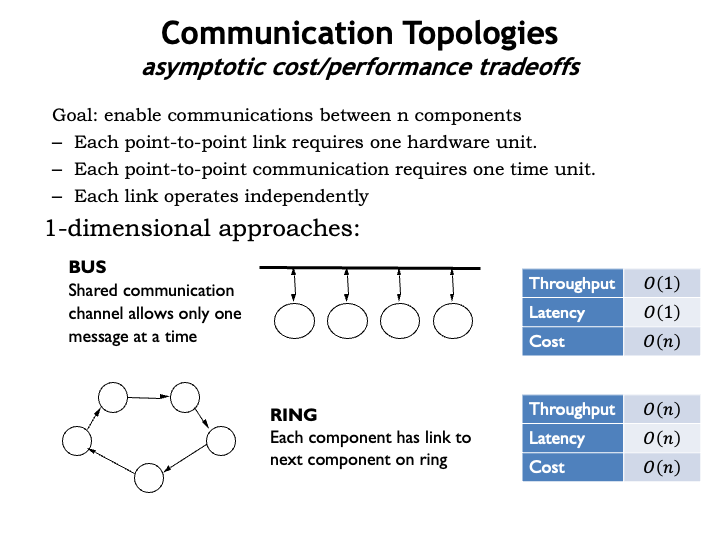 Communication Topologies
asymptotic cost/performance tradeoffs
Goal: enable communications between n components
– Each point-to-point link requires one hardware unit.
– Each point-to-point communication requires one time unit.
– Each link operates independently
1-dimensional approaches:
BUS
Shared communication
channel allows only one
message at a time
Throughput O(1)
Latency O(1)
Cost O(n)
RING
Each component has link to
next component on ring
Throughput O(n)
Latency O(n)
Cost O(n)